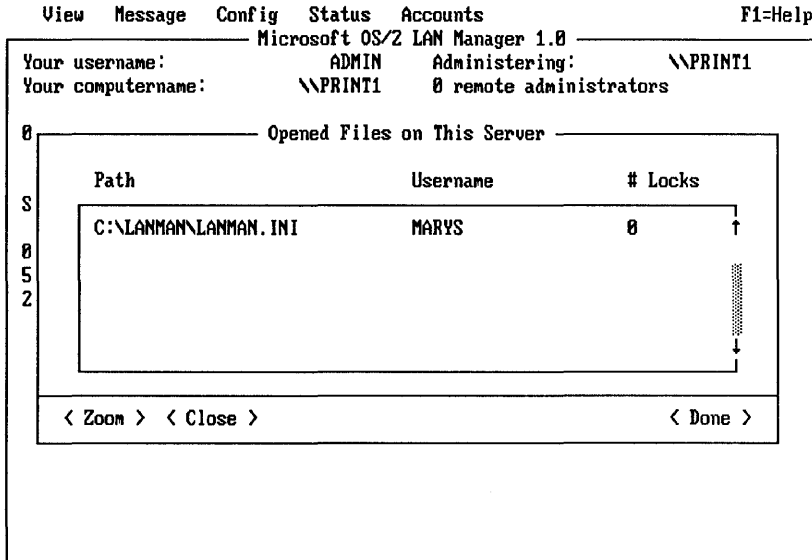 View Message Config Status Accounts F1=Help
Microsoft OS/2 LAN Manager 1.0
Your username: ADMIN Administering: \\PRINT1
Your computername: \\PRINT1 0 remote administrators
0 Opened Files on This Server
Path Username # Locks
S
C:\LANMAN\LANMAN.INI MARYS 0 ↑
0
5
2
↓
< Zoom > < Close > < Done >